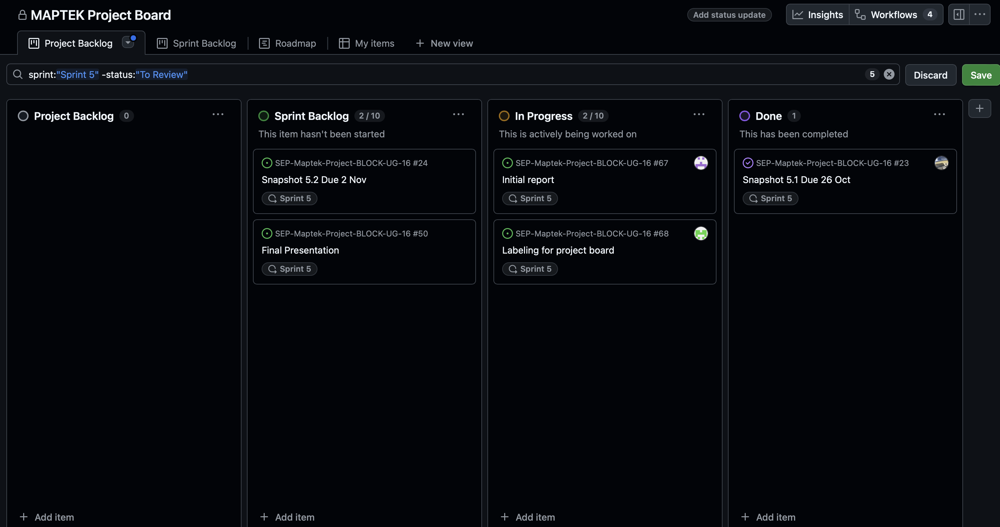 MAPTEK Project Board
Add status update
Insights
Workflows 4
Project Backlog
Sprint Backlog
Roadmap
My items
New view
sprint:"Sprint 5" -status:"To Review"
5
Discard
Save
Project Backlog 0
Add item
Sprint Backlog 2 / 10
This item hasn't been started
SEP-Maptek-Project-BLOCK-UG-16 #24
Snapshot 5.2 Due 2 Nov
Sprint 5
SEP-Maptek-Project-BLOCK-UG-16 #50
Final Presentation
Sprint 5
Add item
In Progress 2 / 10
This is actively being worked on
SEP-Maptek-Project-BLOCK-UG-16 #67
Initial report
Sprint 5
SEP-Maptek-Project-BLOCK-UG-16 #68
Labeling for project board
Sprint 5
Add item
Done 1
This has been completed
SEP-Maptek-Project-BLOCK-UG-16 #23
Snapshot 5.1 Due 26 Oct
Sprint 5
Add item